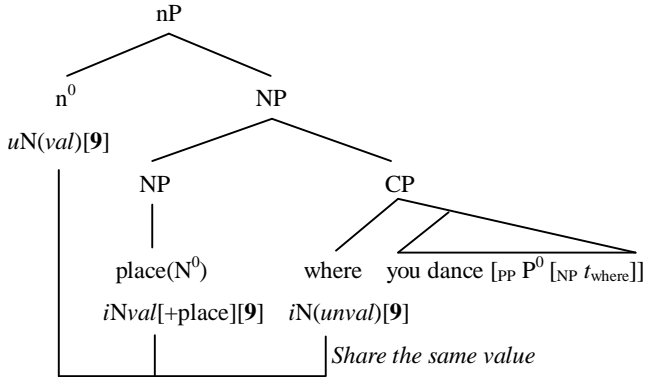 nP
n⁰ NP
uN(val)[9]
NP CP
place(N⁰) where you dance [PP P⁰ [NP twhere]]
iNval[+place][9] iN(unval)[9]
Share the same value